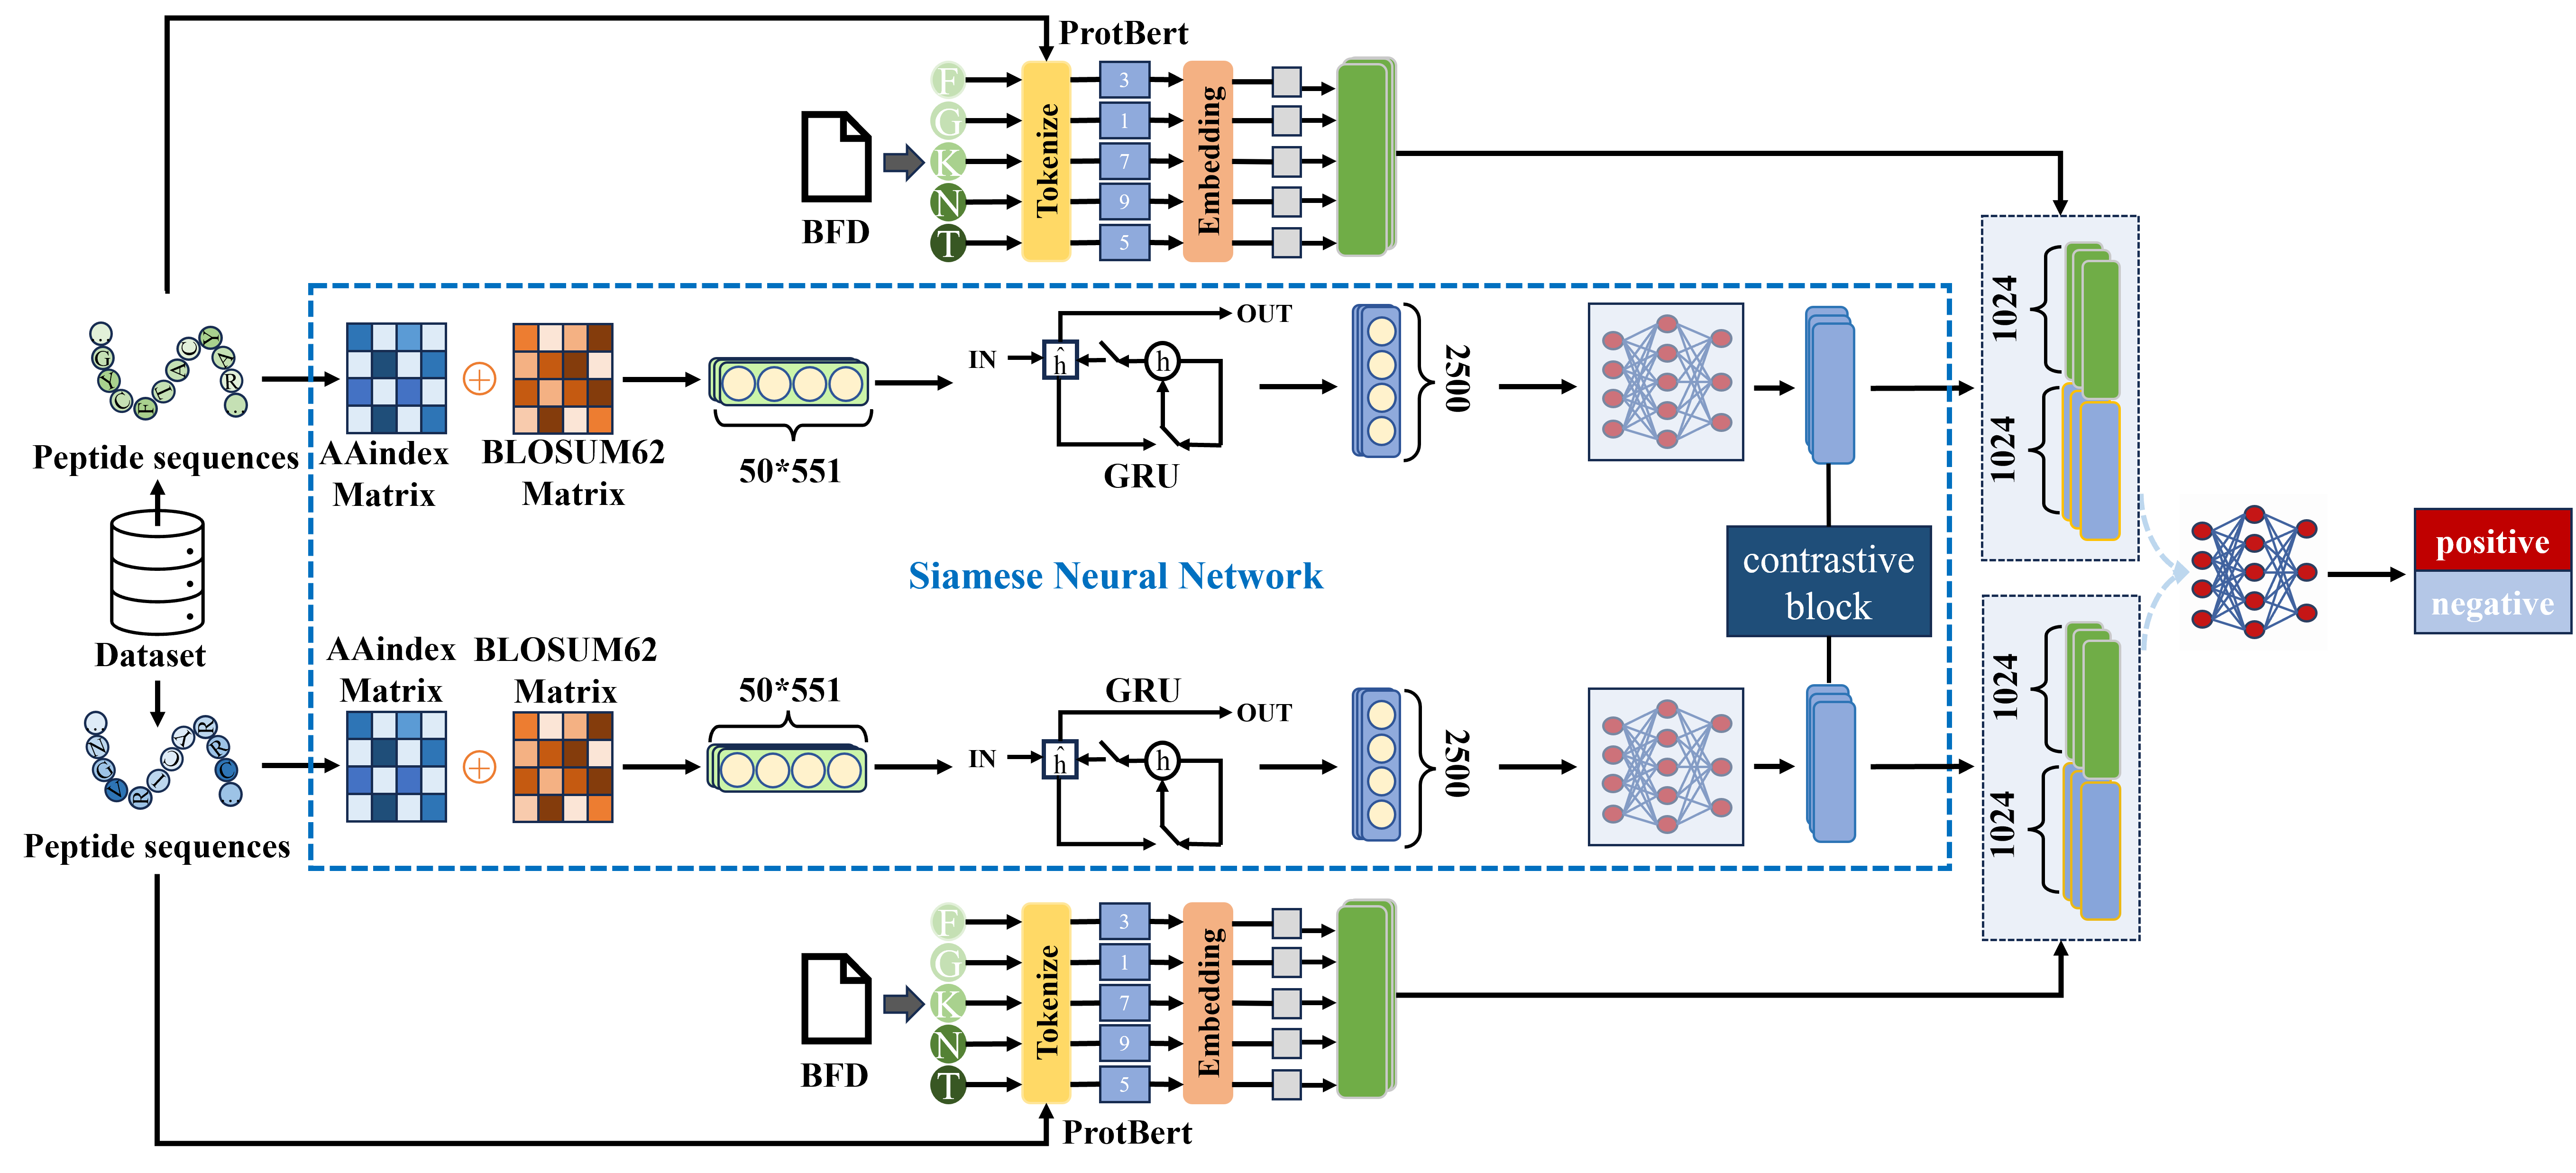 ProtBert
F
G
K
N
T
Tokenize
3
1
7
9
5
Embedding
BFD
. G Y C F T A C Y A R .
Peptide sequences
AAindex
Matrix
BLOSUM62
Matrix
50*551
IN
OUT
ĥ
h
GRU
2500
1024
1024
Dataset
Siamese Neural Network
contrastive
block
positive
negative
AAindex
Matrix
BLOSUM62
Matrix
50*551
GRU
IN
OUT
ĥ
h
2500
1024
1024
Peptide sequences
F
G
K
N
T
Tokenize
3
1
7
9
5
Embedding
BFD
ProtBert